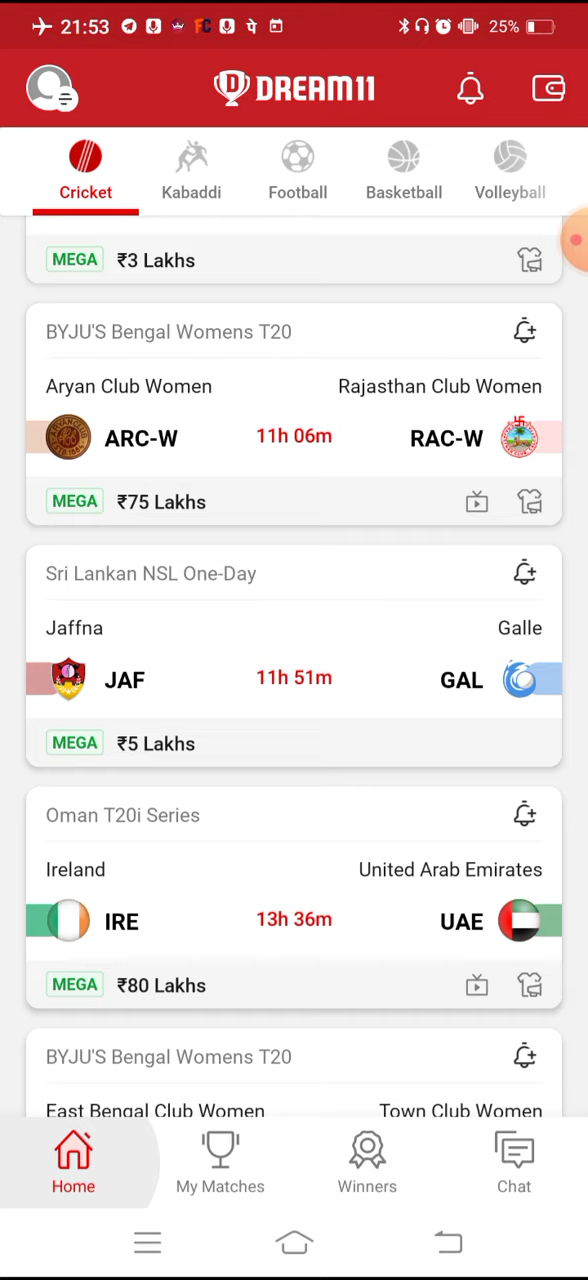 21:53 FC पे 25%
DREAM11
Cricket Kabaddi Football Basketball Volleyball
MEGA ₹3 Lakhs
BYJU'S Bengal Womens T20
Aryan Club Women Rajasthan Club Women
ARC-W 11h 06m RAC-W
MEGA ₹75 Lakhs
Sri Lankan NSL One-Day
Jaffna Galle
JAF 11h 51m GAL
MEGA ₹5 Lakhs
Oman T20i Series
Ireland United Arab Emirates
IRE 13h 36m UAE
MEGA ₹80 Lakhs
BYJU'S Bengal Womens T20
East Bengal Club Women Town Club Women
Home My Matches Winners Chat